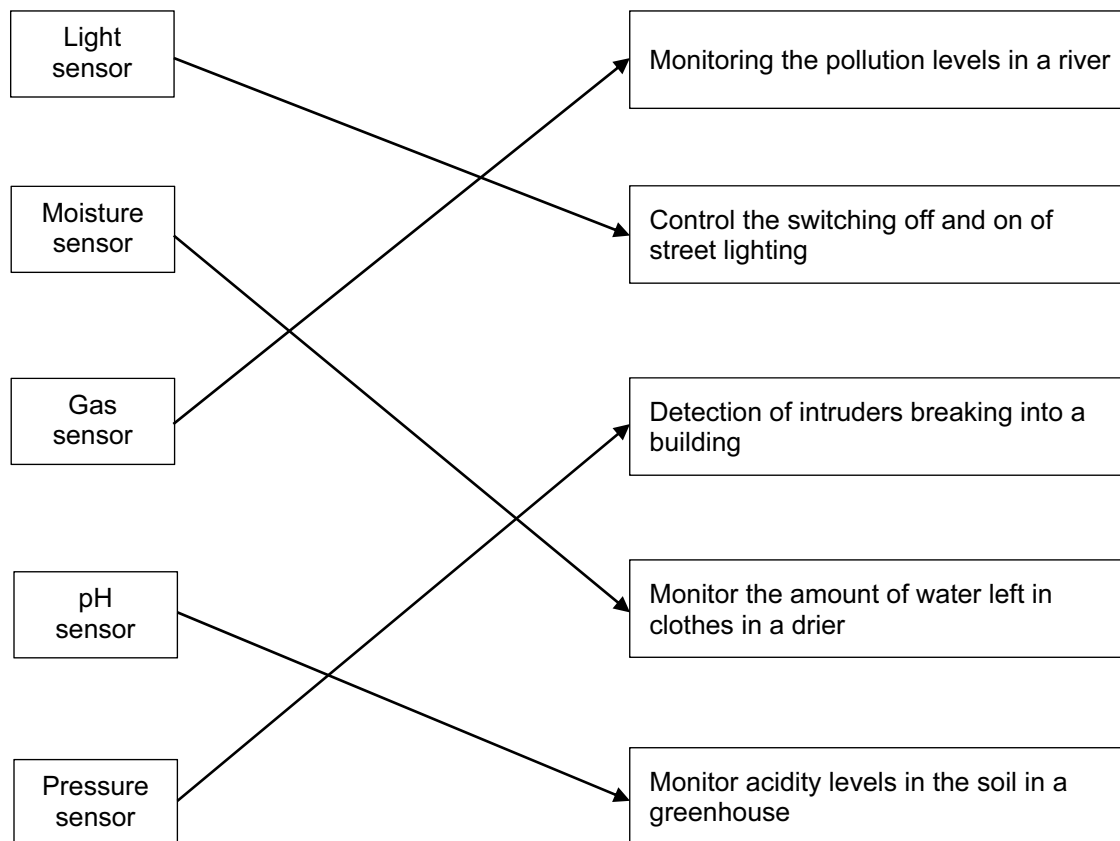 Light
sensor
Monitoring the pollution levels in a river
Moisture
sensor
Control the switching off and on of
street lighting
Gas
sensor
Detection of intruders breaking into a
building
pH
sensor
Monitor the amount of water left in
clothes in a drier
Pressure
sensor
Monitor acidity levels in the soil in a
greenhouse